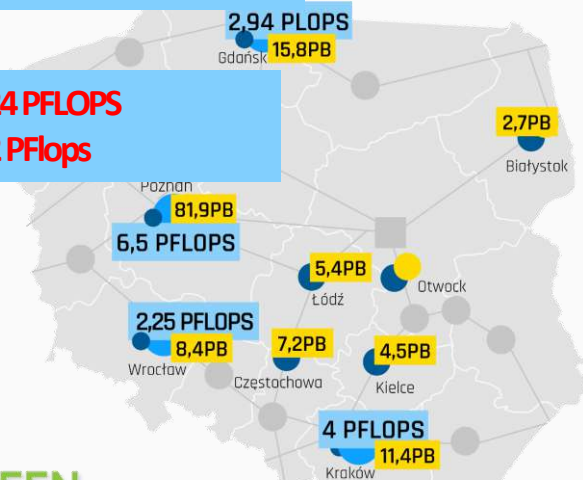 2,94 PLOPS
15,8PB
Gdańsk
4 PFLOPS
PFlops
2,7PB
Białystok
Poznań
81,9PB
6,5 PFLOPS
5,4PB
Otwock
Łódź
2,25 PFLOPS
8,4PB
Wrocław
7,2PB
Częstochowa
4,5PB
Kielce
4 PFLOPS
11,4PB
Kraków